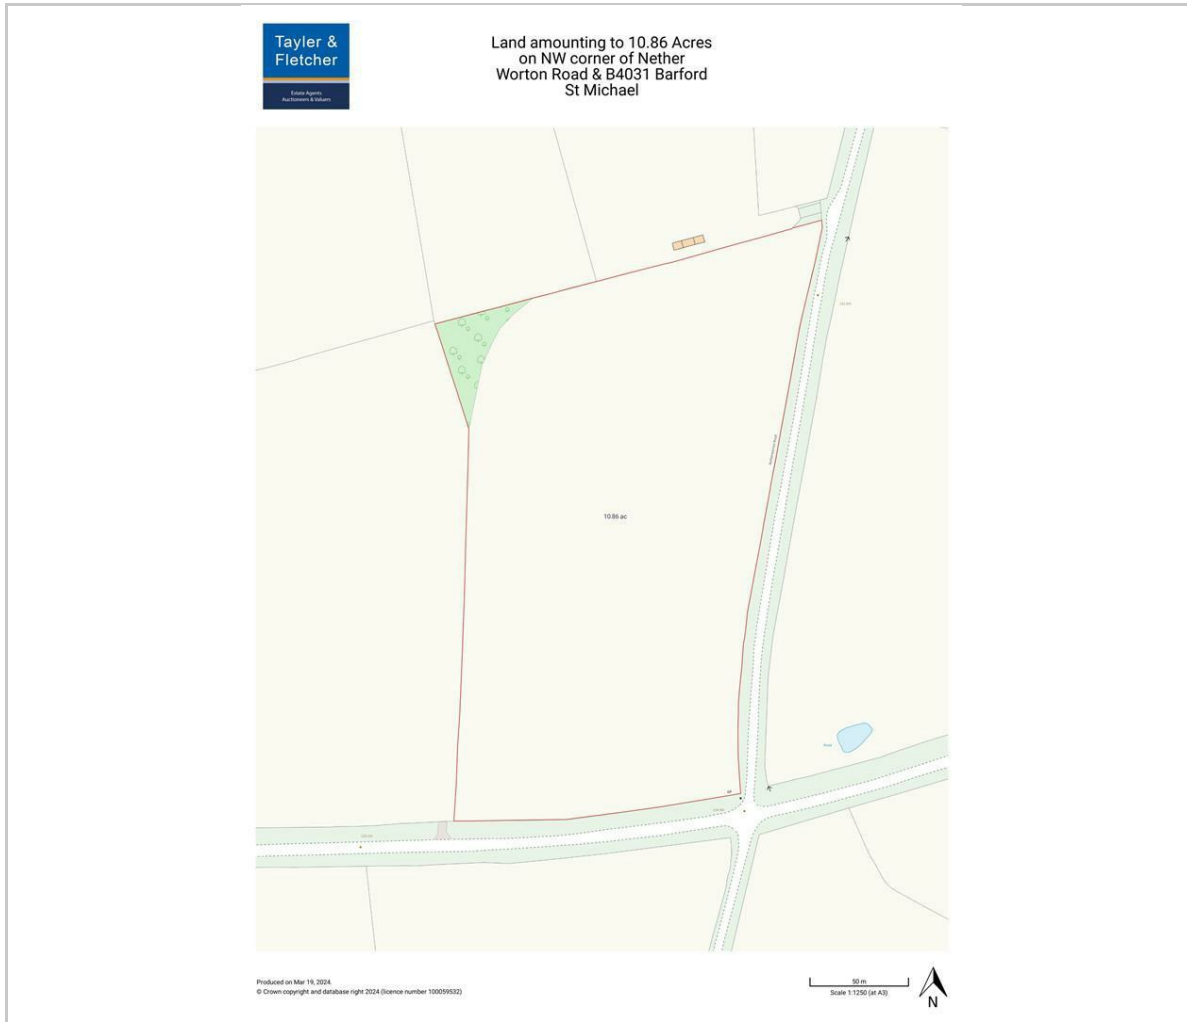 Tayler &
Fletcher
Estate Agents
Auctioneers & Valuers
Land amounting to 10.86 Acres
on NW corner of Nether
Worton Road & B4031 Barford
St Michael
10.86 ac
Pond
Produced on Mar 19, 2024.
© Crown copyright and database right 2024 (licence number 100059532)
50 m
Scale 1:1250 (at A3)
N